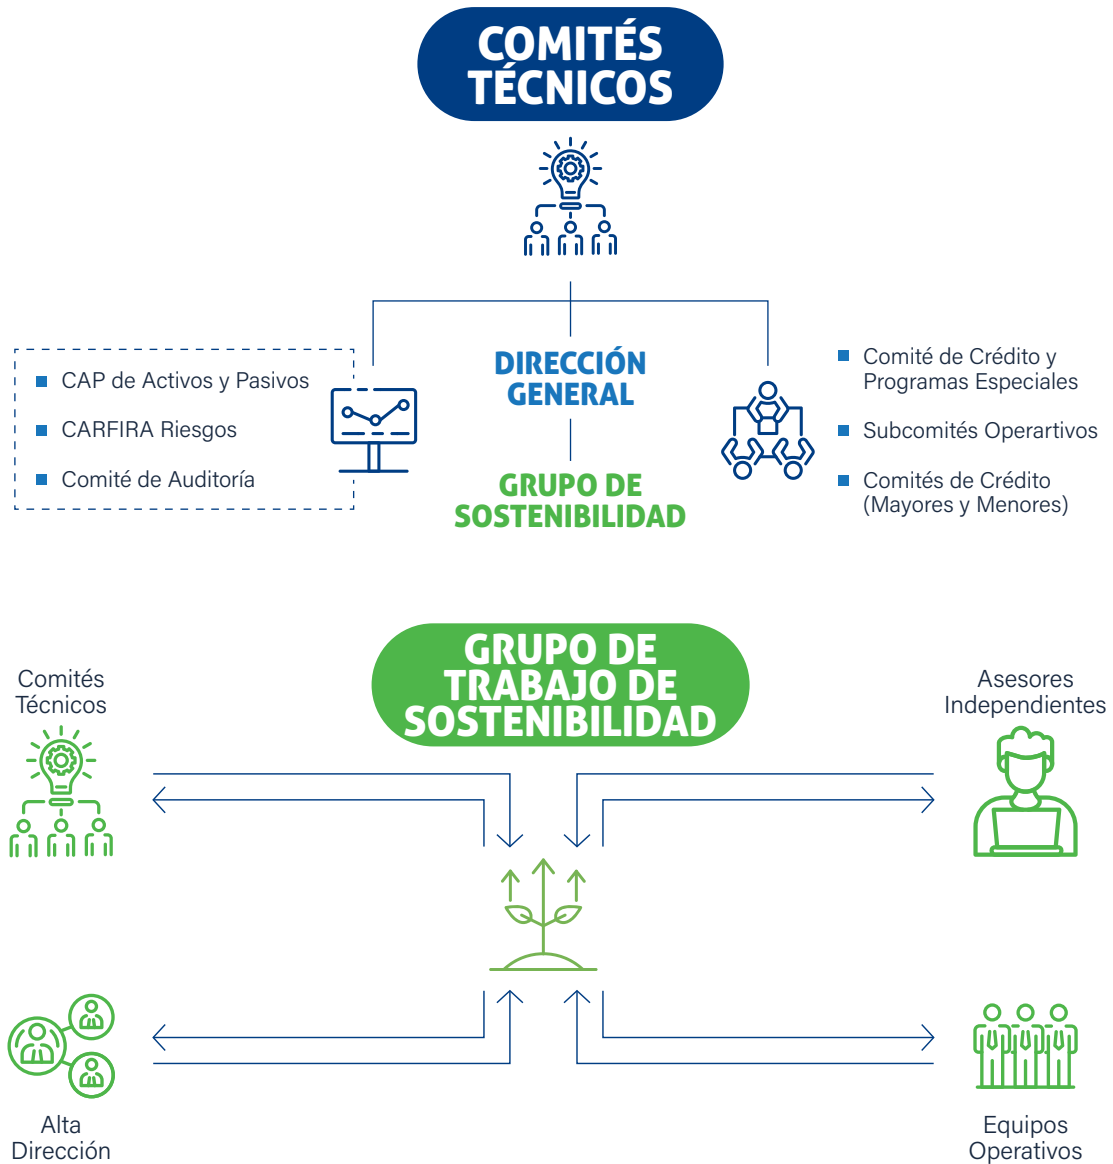 COMITÉS
TÉCNICOS
CAP de Activos y Pasivos
CARFIRA Riesgos
Comité de Auditoría
DIRECCIÓN
GENERAL
GRUPO DE
SOSTENIBILIDAD
Comité de Crédito y
Programas Especiales
Subcomités Operartivos
Comités de Crédito
(Mayores y Menores)
GRUPO DE
TRABAJO DE
SOSTENIBILIDAD
Comités
Técnicos
Asesores
Independientes
Alta
Dirección
Equipos
Operativos